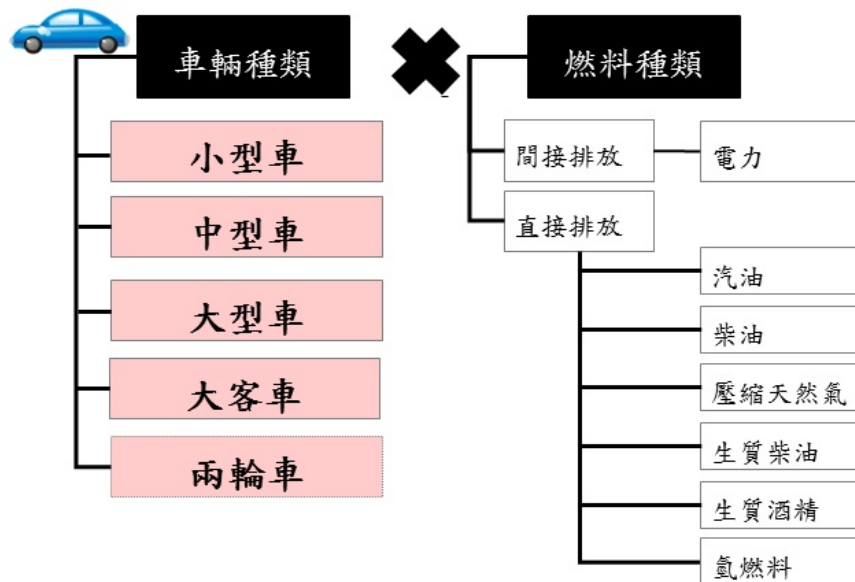 車輛種類
小型車
中型車
大型車
大客車
兩輪車
燃料種類
間接排放
電力
直接排放
汽油
柴油
壓縮天然氣
生質柴油
生質酒精
氫燃料